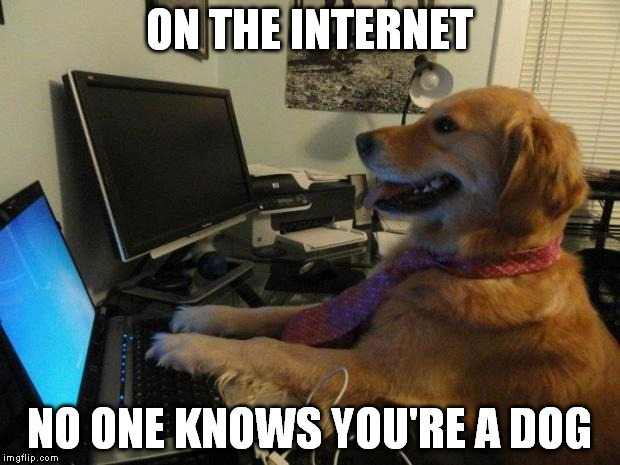 ON THE INTERNET
NO ONE KNOWS YOU'RE A DOG
imgflip.com